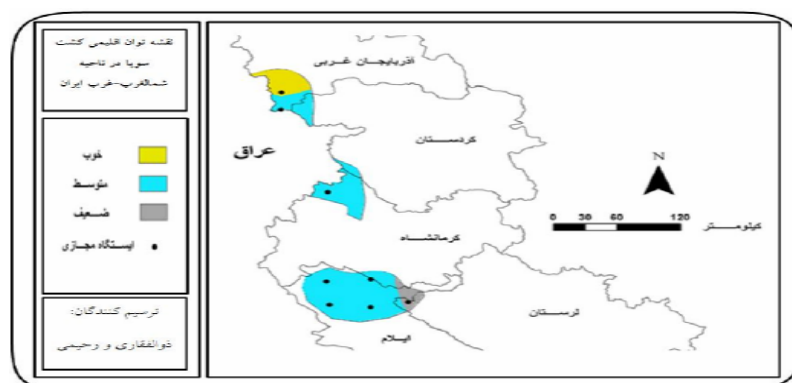 نقشه توان اقلیمی کشت
سویا در ناحیه
شمالغرب-غرب ایران
خوب
متوسط
ضعیف
ایستگاه مجازی
ترسیم کنندگان:
ذوالفقاری و رحیمی
آذربایجان غربی
کردستان
عراق
کرمانشاه
لرستان
ایلام
N
0 30 60 120
کیلومتر